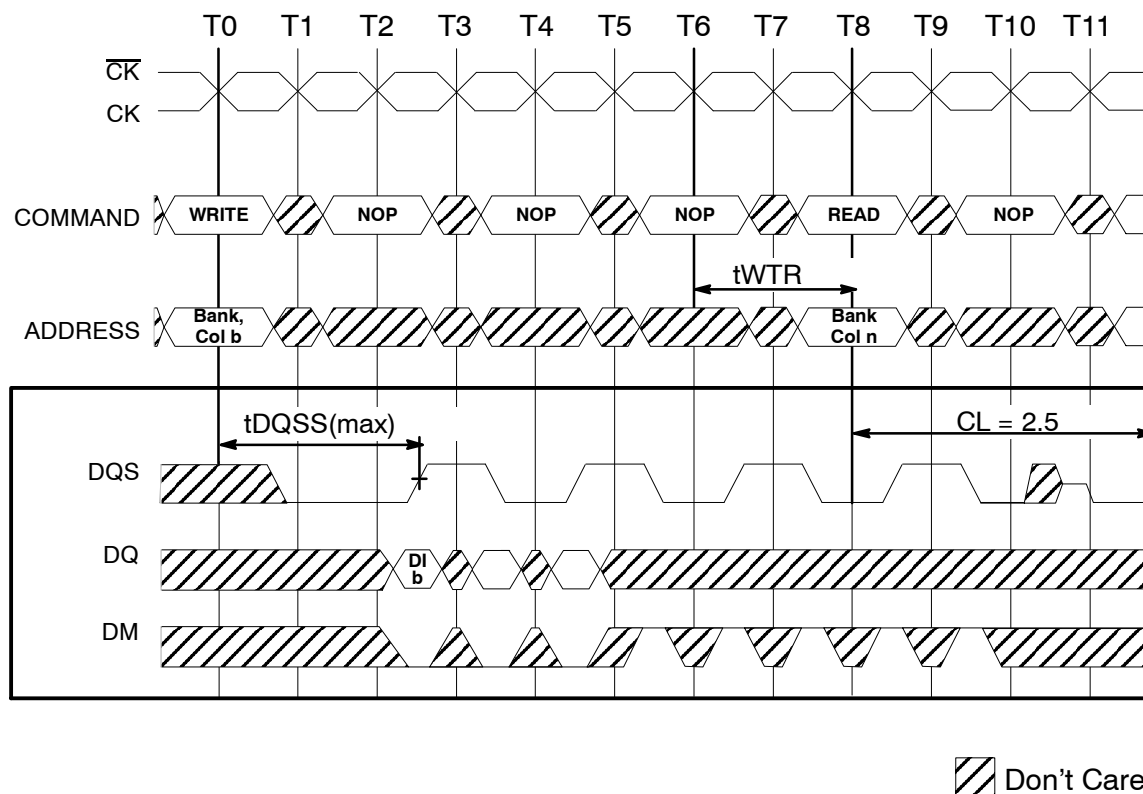 T0 T1 T2 T3 T4 T5 T6 T7 T8 T9 T10 T11
CK
CK
COMMAND WRITE NOP NOP NOP READ NOP
tWTR
ADDRESS Bank, Col b Bank Col n
tDQSS(max) CL = 2.5
DQS
DQ DI b
DM
Don't Care